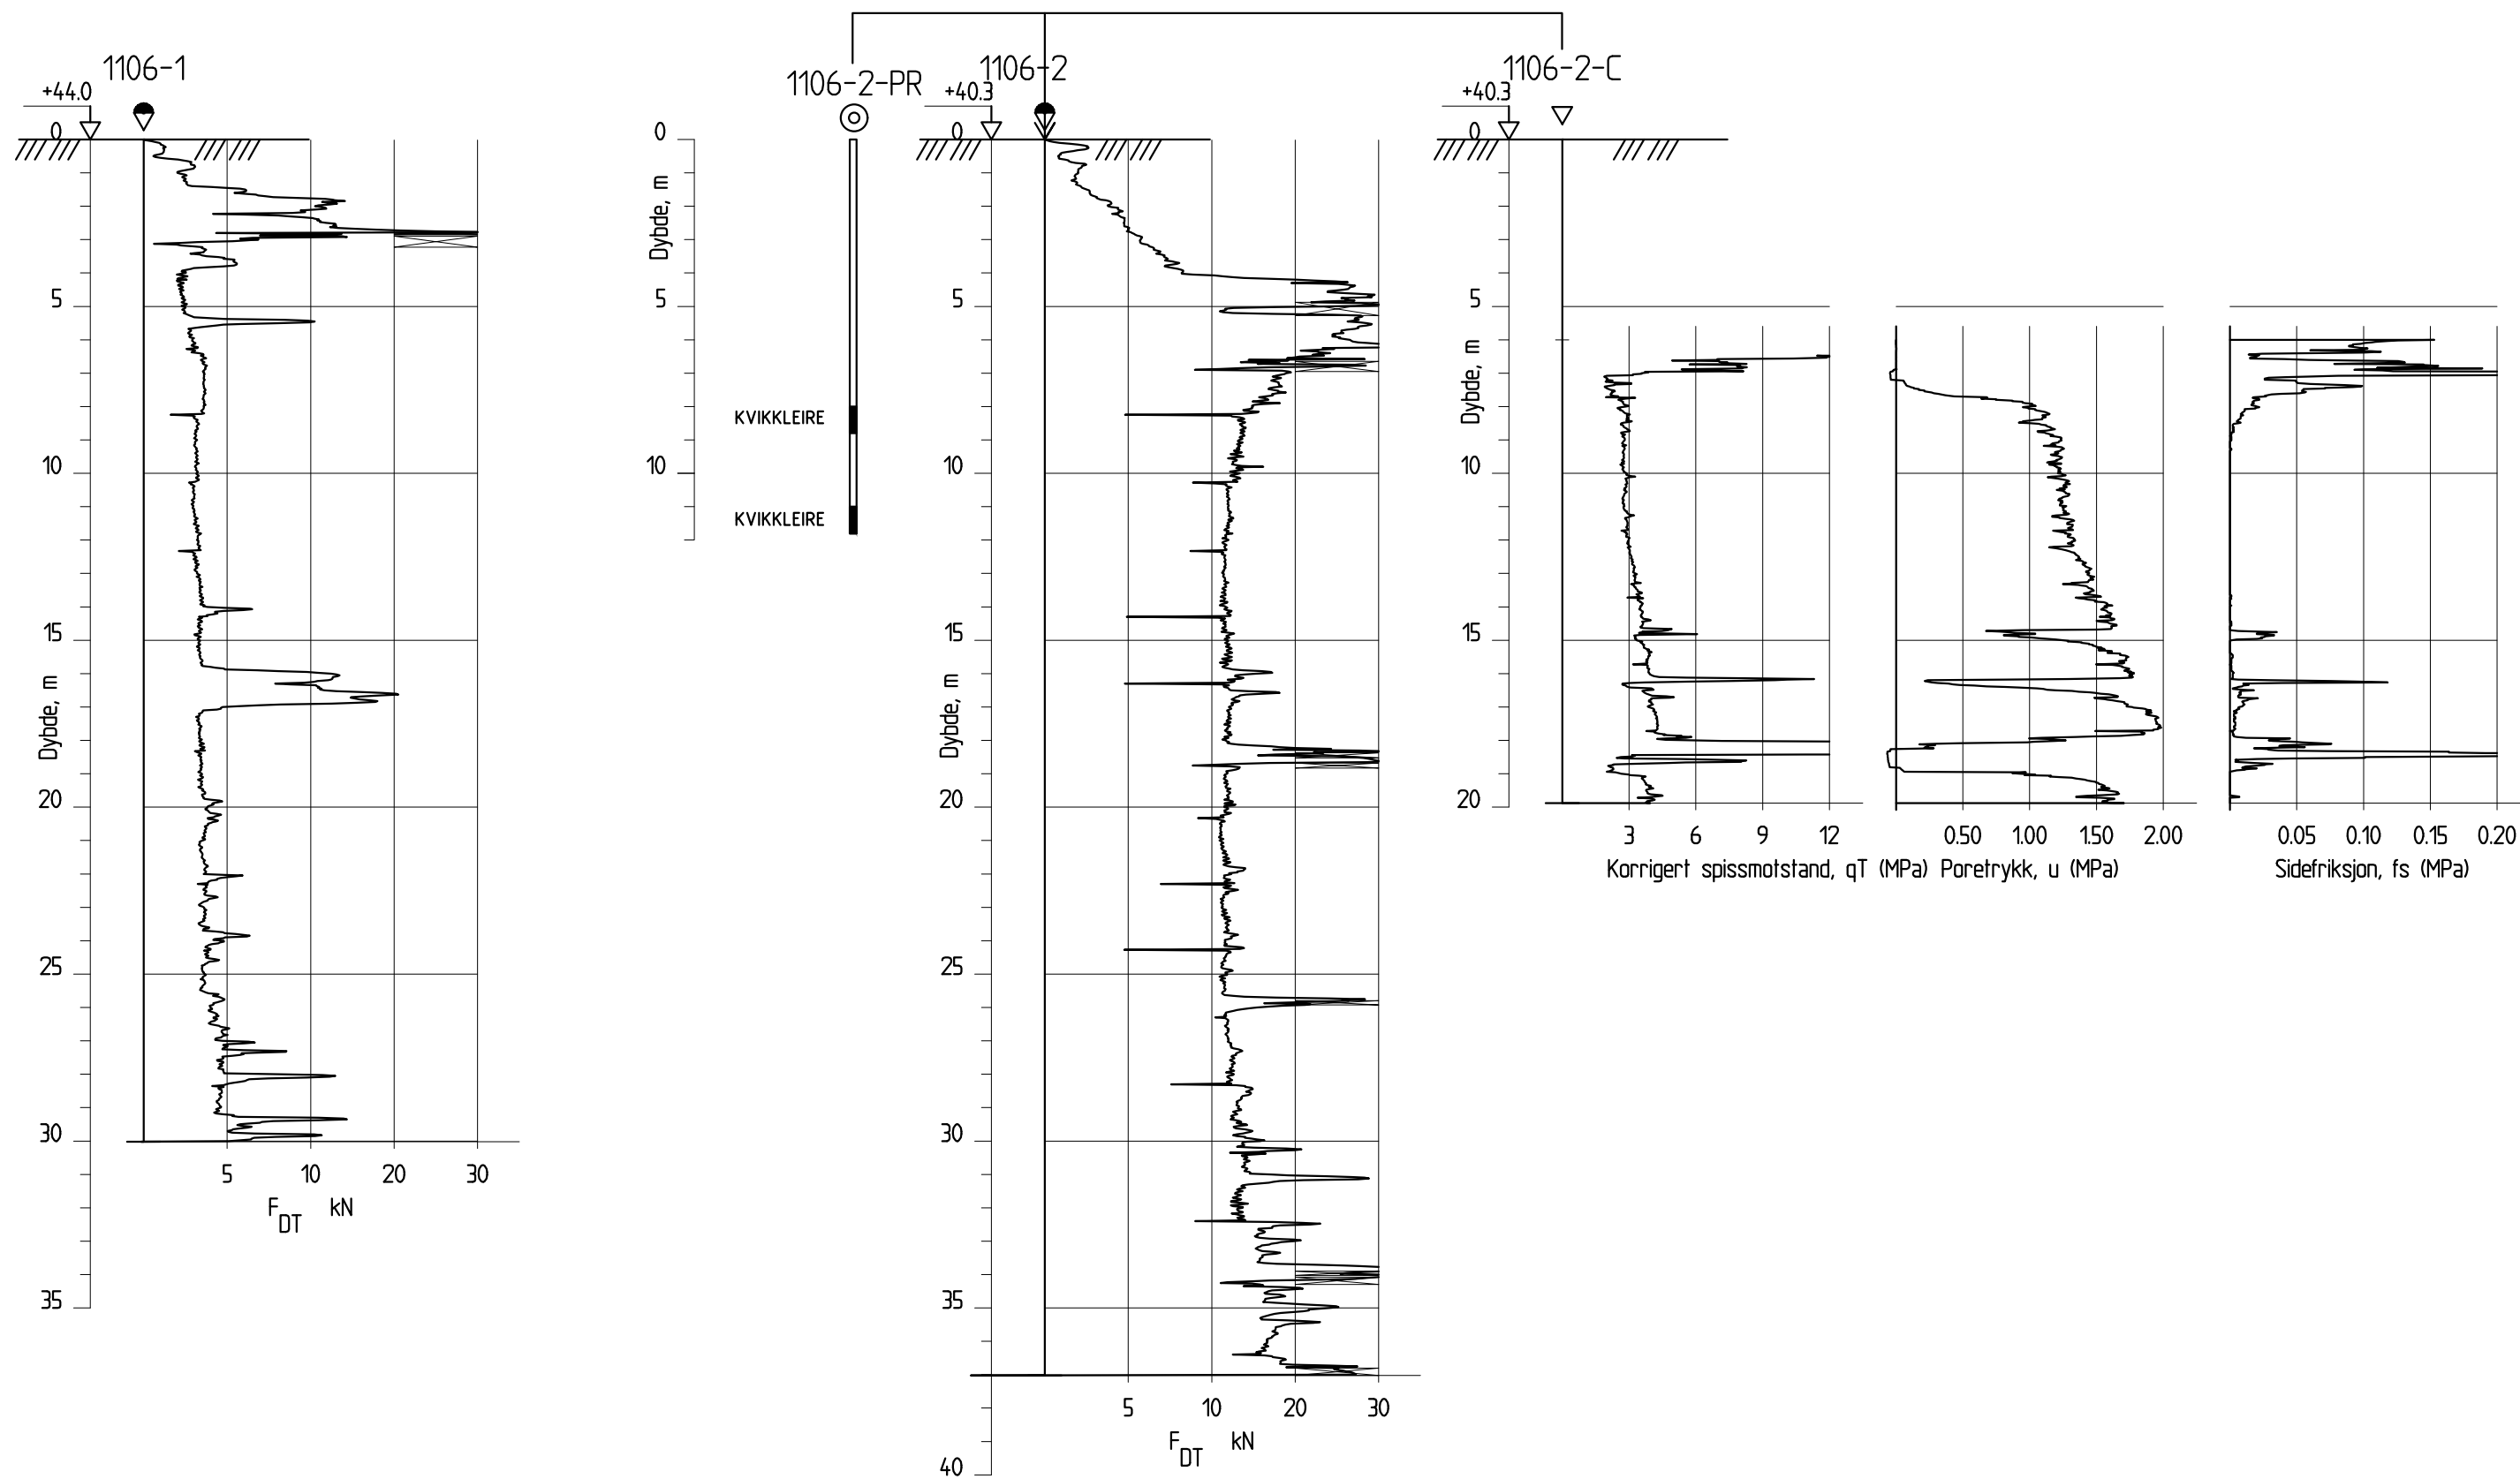 1106-1
+44.0
0
5
10
15
Dybde, m
20
25
30
35
5 10 20 30
F DT kN
1106-2-PR
0
Dybde, m
5
10
KVIKKLEIRE
KVIKKLEIRE
1106-2
+40.3
0
5
10
15
Dybde, m
20
25
30
35
40
5 10 20 30
F DT kN
1106-2-C
+40.3
0
5
Dybde, m
10
15
20
3 6 9 12
Korrigert spissmotstand, qT (MPa)
0.50 1.00 1.50 2.00
Poretrykk, u (MPa)
0.05 0.10 0.15 0.20
Sidefriksjon, fs (MPa)